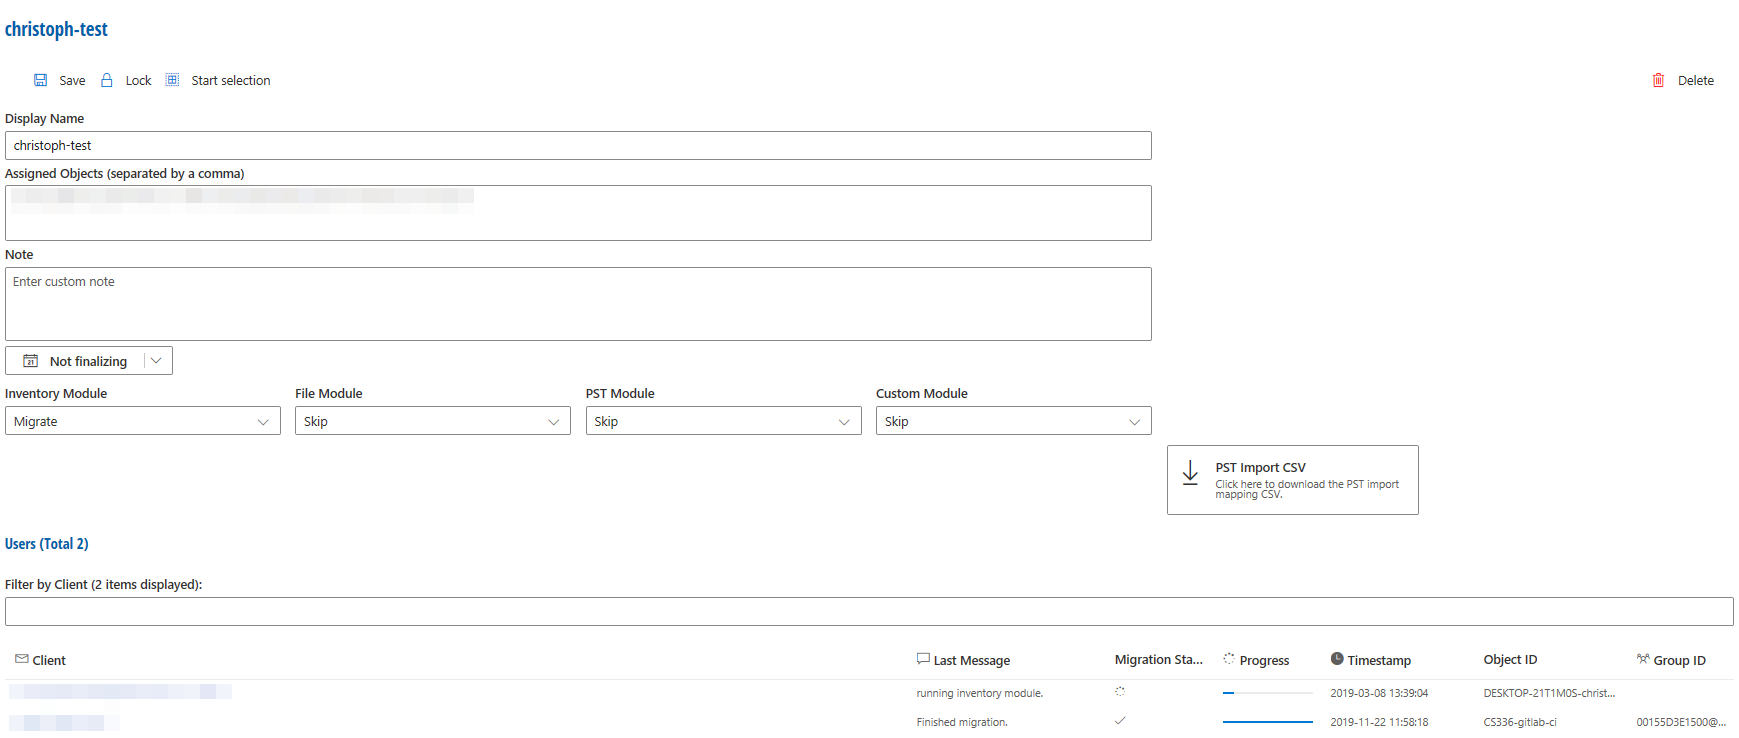 christoph-test
Save Lock Start selection Delete
Display Name
christoph-test
Assigned Objects (separated by a comma)
Note
Enter custom note
21 Not finalizing
Inventory Module File Module PST Module Custom Module
Migrate Skip Skip Skip
PST Import CSV
Click here to download the PST import
mapping CSV.
Users (Total 2)
Filter by Client (2 items displayed):
Client Last Message Migration Sta... Progress Timestamp Object ID Group ID
running inventory module. 2019-03-08 13:39:04 DESKTOP-21T1M0S-christ...
Finished migration. 2019-11-22 11:58:18 CS336-gitlab-ci 00155D3E1500@...